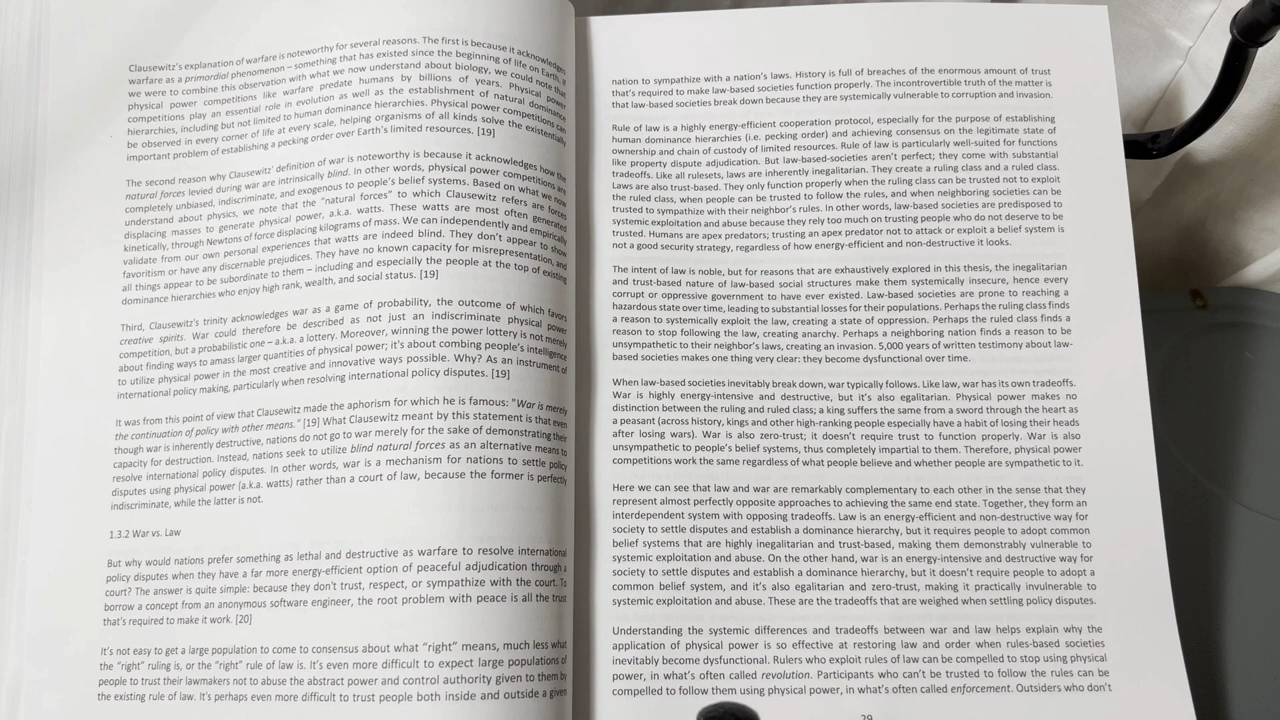 Clausewitz's explanation of warfare is noteworthy for several reasons. The first is because it acknowledges
warfare as a primordial phenomenon – something that has existed since the beginning of life on Earth. If
we were to combine this observation with what we now understand about biology, we could note that
physical power competitions like warfare predate humans by billions of years. Physical power
competitions play an essential role in evolution as well as the establishment of natural dominance
hierarchies, including but not limited to human dominance hierarchies. Physical power competitions can
be observed in every corner of life at every scale, helping organisms of all kinds solve the existentially
important problem of establishing a pecking order over Earth's limited resources. [19]
The second reason why Clausewitz' definition of war is noteworthy is because it acknowledges how the
natural forces levied during war are intrinsically blind. In other words, physical power competitions are
completely unbiased, indiscriminate, and exogenous to people's belief systems. Based on what we now
understand about physics, we note that the "natural forces" to which Clausewitz refers are forces
displacing masses to generate physical power, a.k.a. watts. These watts are most often generated
kinetically, through Newtons of force displacing kilograms of mass. We can independently and empirically
validate from our own personal experiences that watts are indeed blind. They don't appear to show
favoritism or have any discernable prejudices. They have no known capacity for misrepresentation, and
all things appear to be subordinate to them – including and especially the people at the top of existing
dominance hierarchies who enjoy high rank, wealth, and social status. [19]
Third, Clausewitz's trinity acknowledges war as a game of probability, the outcome of which favors
creative spirits. War could therefore be described as not just an indiscriminate physical power
competition, but a probabilistic one – a.k.a. a lottery. Moreover, winning the power lottery is not merely
about finding ways to amass larger quantities of physical power; it's about combing people's intelligence
to utilize physical power in the most creative and innovative ways possible. Why? As an instrument of
international policy making, particularly when resolving international policy disputes. [19]
It was from this point of view that Clausewitz made the aphorism for which he is famous: "War is merely
the continuation of policy with other means." [19] What Clausewitz meant by this statement is that even
though war is inherently destructive, nations do not go to war merely for the sake of demonstrating their
capacity for destruction. Instead, nations seek to utilize blind natural forces as an alternative means to
resolve international policy disputes. In other words, war is a mechanism for nations to settle policy
disputes using physical power (a.k.a. watts) rather than a court of law, because the former is perfectly
indiscriminate, while the latter is not.
1.3.2 War vs. Law
But why would nations prefer something as lethal and destructive as warfare to resolve international
policy disputes when they have a far more energy-efficient option of peaceful adjudication through a
court? The answer is quite simple: because they don't trust, respect, or sympathize with the court. To
borrow a concept from an anonymous software engineer, the root problem with peace is all the trust
that's required to make it work. [20]
It's not easy to get a large population to come to consensus about what "right" means, much less what
the "right" ruling is, or the "right" rule of law is. It's even more difficult to expect large populations of
people to trust their lawmakers not to abuse the abstract power and control authority given to them by
the existing rule of law. It's perhaps even more difficult to trust people both inside and outside a given
nation to sympathize with a nation's laws. History is full of breaches of the enormous amount of trust
that's required to make law-based societies function properly. The incontrovertible truth of the matter is
that law-based societies break down because they are systemically vulnerable to corruption and invasion.
Rule of law is a highly energy-efficient cooperation protocol, especially for the purpose of establishing
human dominance hierarchies (i.e. pecking order) and achieving consensus on the legitimate state of
ownership and chain of custody of limited resources. Rule of law is particularly well-suited for functions
like property dispute adjudication. But law-based-societies aren't perfect; they come with substantial
tradeoffs. Like all rulesets, laws are inherently inegalitarian. They create a ruling class and a ruled class.
Laws are also trust-based. They only function properly when the ruling class can be trusted not to exploit
the ruled class, when people can be trusted to follow the rules, and when neighboring societies can be
trusted to sympathize with their neighbor's rules. In other words, law-based societies are predisposed to
systemic exploitation and abuse because they rely too much on trusting people who do not deserve to be
trusted. Humans are apex predators; trusting an apex predator not to attack or exploit a belief system is
not a good security strategy, regardless of how energy-efficient and non-destructive it looks.
The intent of law is noble, but for reasons that are exhaustively explored in this thesis, the inegalitarian
and trust-based nature of law-based social structures make them systemically insecure, hence every
corrupt or oppressive government to have ever existed. Law-based societies are prone to reaching a
hazardous state over time, leading to substantial losses for their populations. Perhaps the ruling class finds
a reason to systemically exploit the law, creating a state of oppression. Perhaps the ruled class finds a
reason to stop following the law, creating anarchy. Perhaps a neighboring nation finds a reason to be
unsympathetic to their neighbor's laws, creating an invasion. 5,000 years of written testimony about law-
based societies makes one thing very clear: they become dysfunctional over time.
When law-based societies inevitably break down, war typically follows. Like law, war has its own tradeoffs.
War is highly energy-intensive and destructive, but it's also egalitarian. Physical power makes no
distinction between the ruling and ruled class; a king suffers the same from a sword through the heart as
a peasant (across history, kings and other high-ranking people especially have a habit of losing their heads
after losing wars). War is also zero-trust; it doesn't require trust to function properly. War is also
unsympathetic to people's belief systems, thus completely impartial to them. Therefore, physical power
competitions work the same regardless of what people believe and whether people are sympathetic to it.
Here we can see that law and war are remarkably complementary to each other in the sense that they
represent almost perfectly opposite approaches to achieving the same end state. Together, they form an
interdependent system with opposing tradeoffs. Law is an energy-efficient and non-destructive way for
society to settle disputes and establish a dominance hierarchy, but it requires people to adopt common
belief systems that are highly inegalitarian and trust-based, making them demonstrably vulnerable to
systemic exploitation and abuse. On the other hand, war is an energy-intensive and destructive way for
society to settle disputes and establish a dominance hierarchy, but it doesn't require people to adopt a
common belief system, and it's also egalitarian and zero-trust, making it practically invulnerable to
systemic exploitation and abuse. These are the tradeoffs that are weighed when settling policy disputes.
Understanding the systemic differences and tradeoffs between war and law helps explain why the
application of physical power is so effective at restoring law and order when rules-based societies
inevitably become dysfunctional. Rulers who exploit rules of law can be compelled to stop using physical
power, in what's often called revolution. Participants who can't be trusted to follow the rules can be
compelled to follow them using physical power, in what's often called enforcement. Outsiders who don't
29